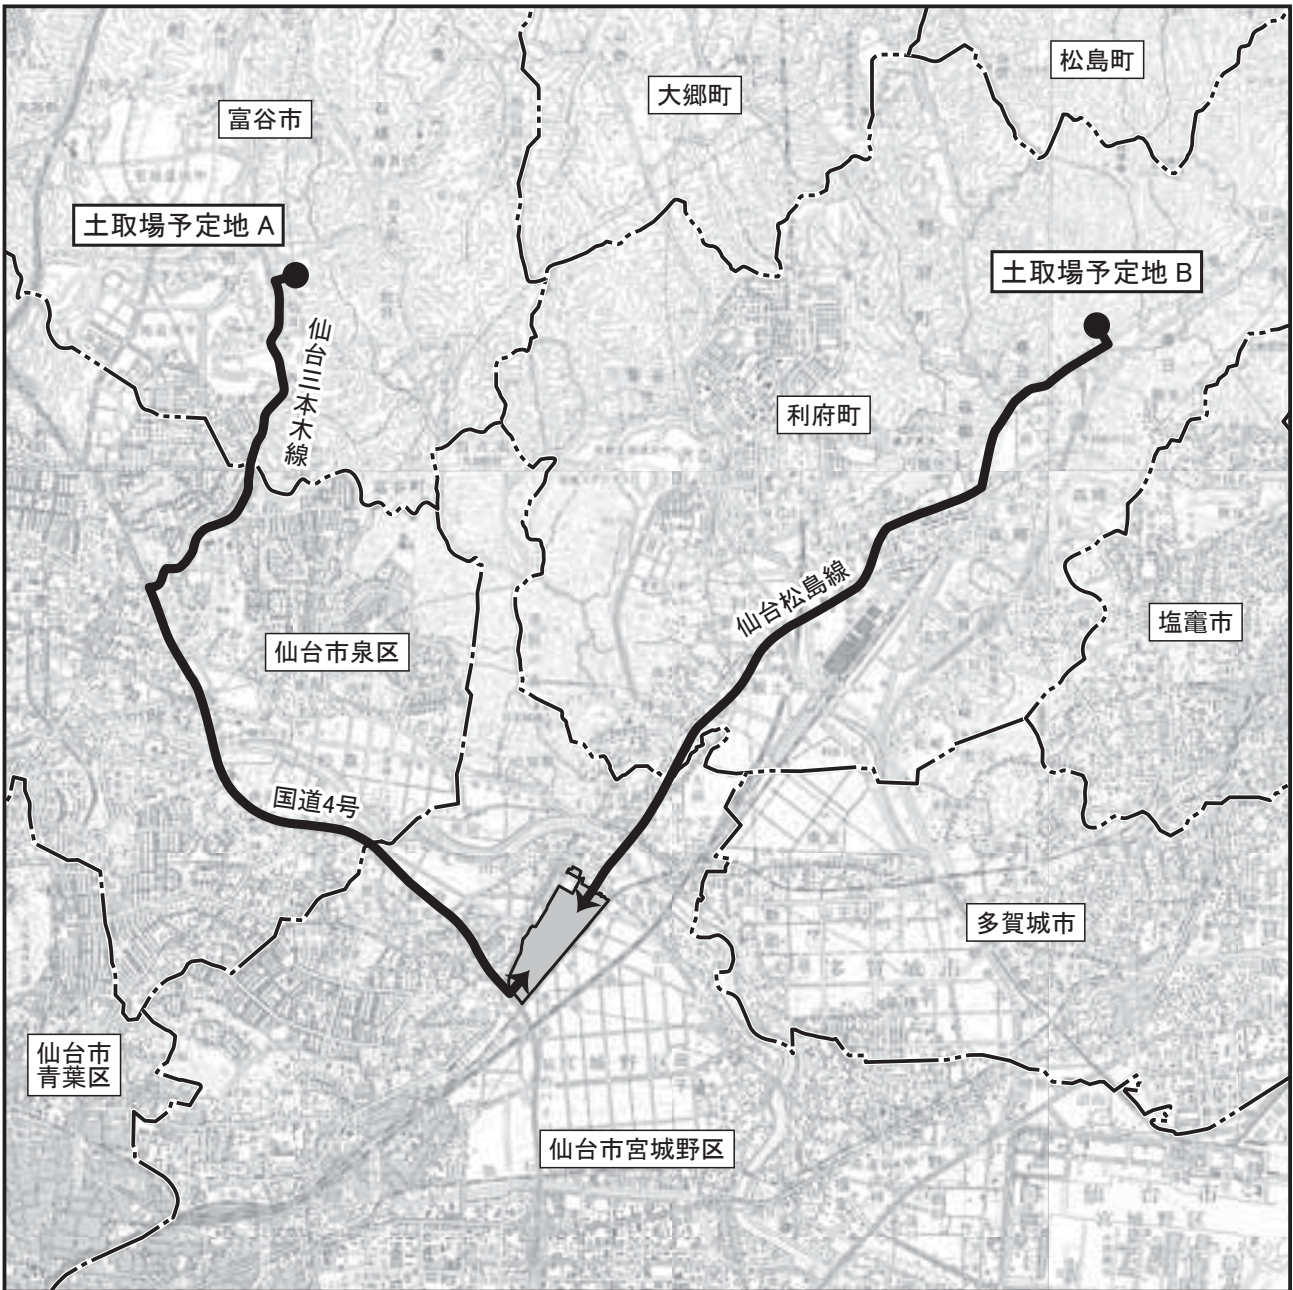 松島町
大郷町
富谷市
土取場予定地 A
土取場予定地 B
仙台三本木線
利府町
仙台松島線
塩竈市
仙台市泉区
国道4号
多賀城市
仙台市
青葉区
仙台市宮城野区